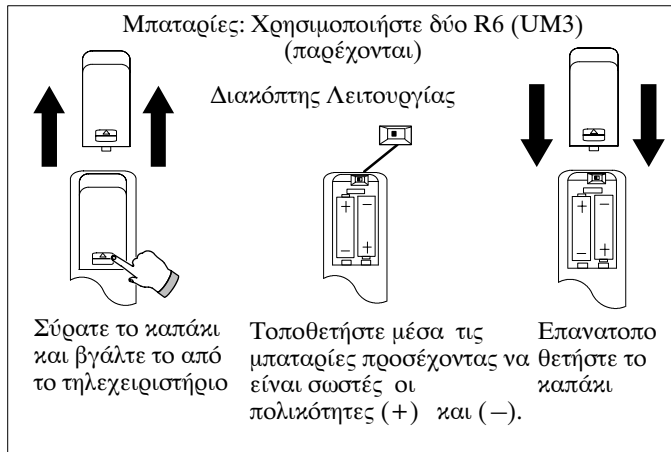 Μπαταρίες: Χρησιμοποιήστε δύο R6 (UM3)
(παρέχονται)
Διακόπτης Λειτουργίας
Σύρατε το καπάκι
και βγάλτε το από
το τηλεχειριστήριο
Τοποθετήστε μέσα τις
μπαταρίες προσέχοντας να
είναι σωστές οι
πολικότητες (+) και (–).
Επανατοπο
θετήστε το
καπάκι